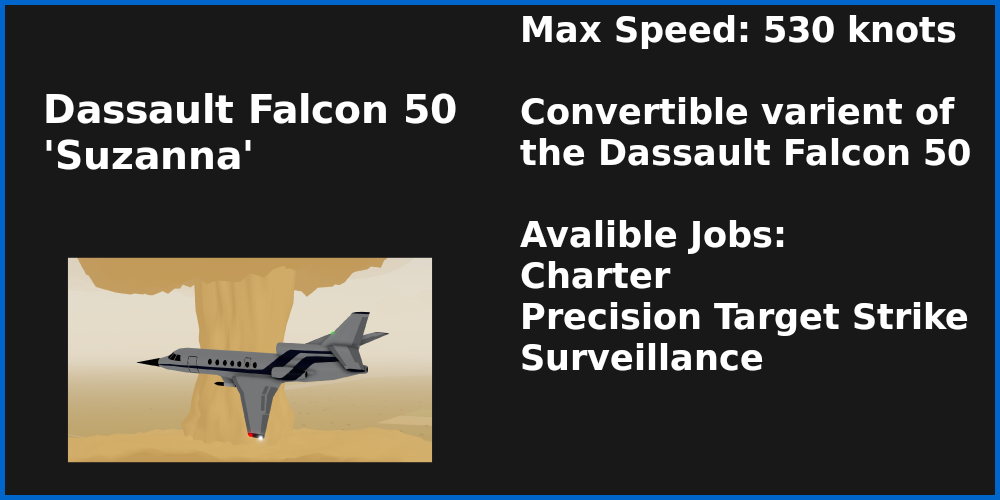 Dassault Falcon 50
'Suzanna'
Max Speed: 530 knots
Convertible varient of
the Dassault Falcon 50
Avalible Jobs:
Charter
Precision Target Strike
Surveillance